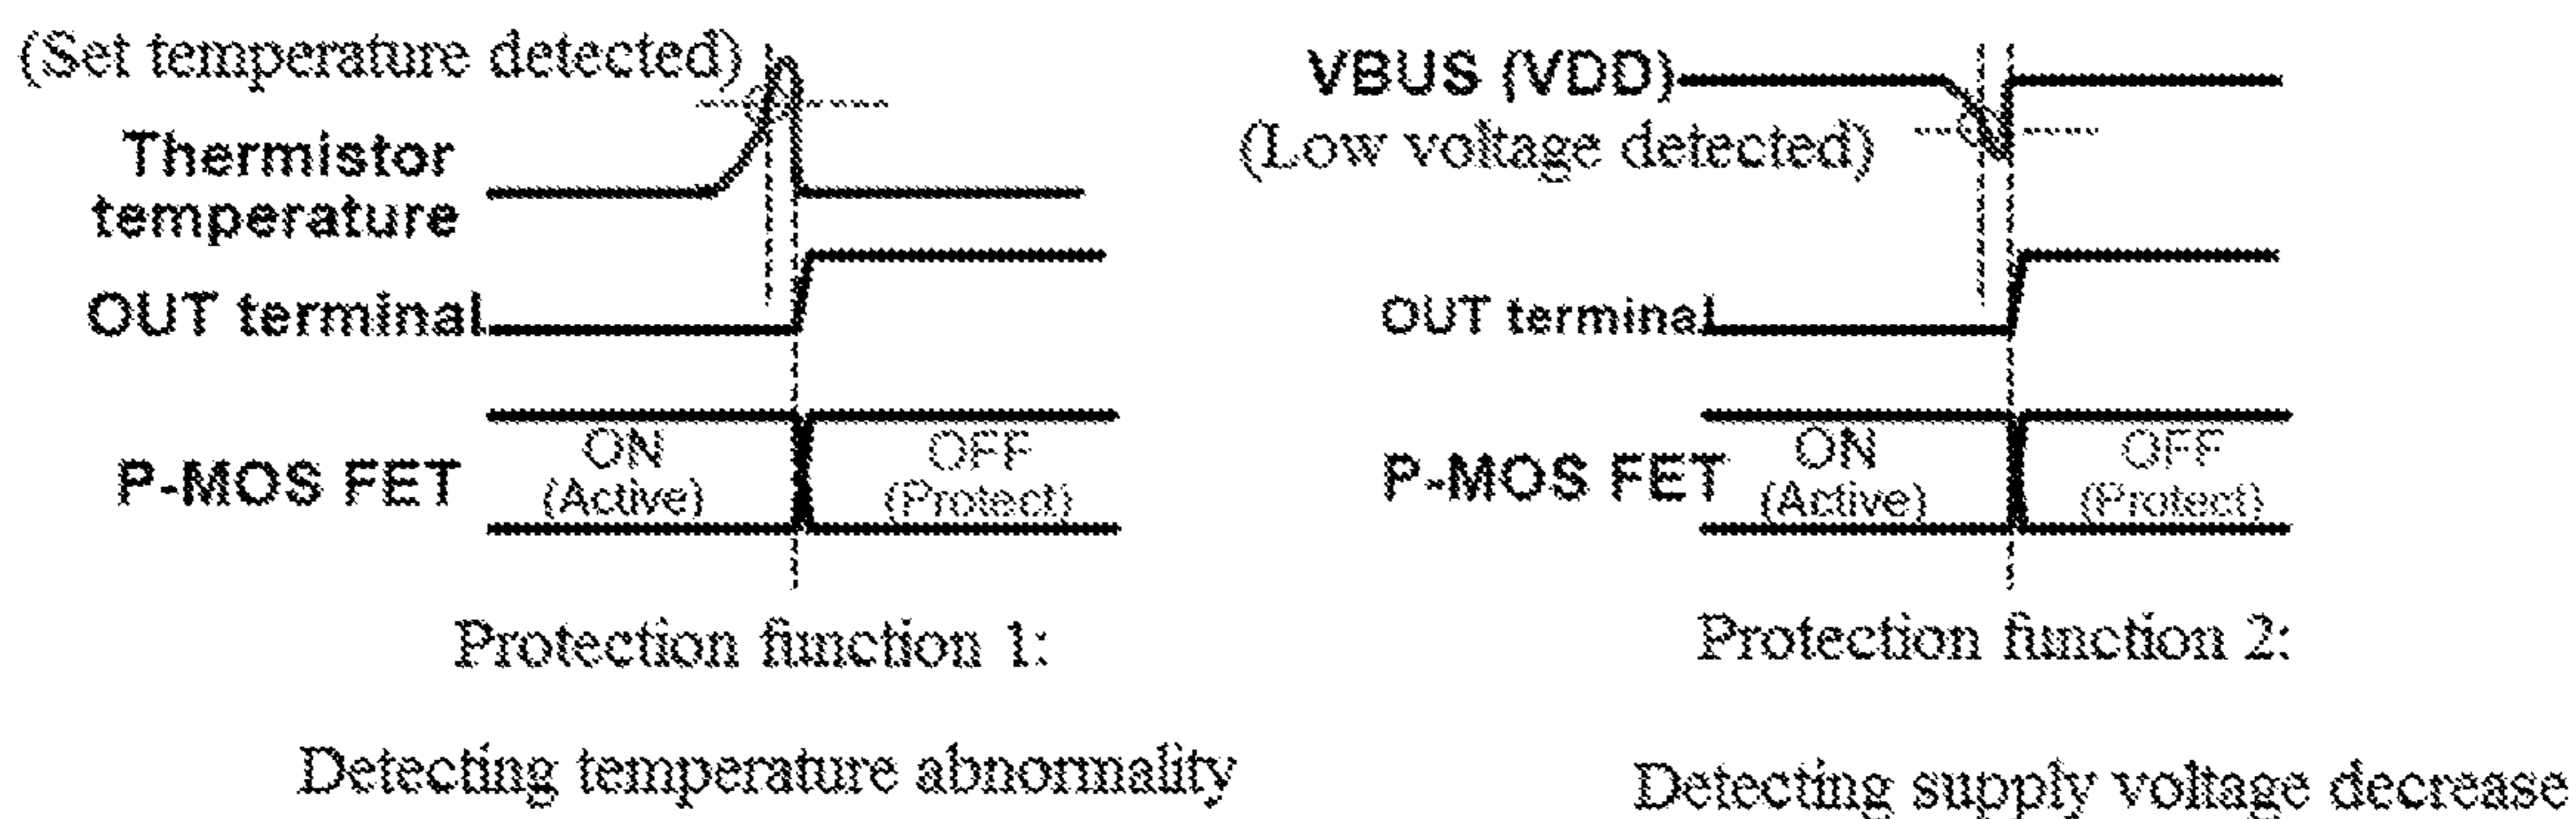 (Set temperature detected)
Thermistor
temperature
OUT terminal
P-MOS FET
ON
(Active)
OFF
(Protect)
Protection function 1:
Detecting temperature abnormality
VBUS (VDD)
(Low voltage detected)
OUT terminal
P-MOS FET
ON
(Active)
OFF
(Protect)
Protection function 2:
Detecting supply voltage decrease